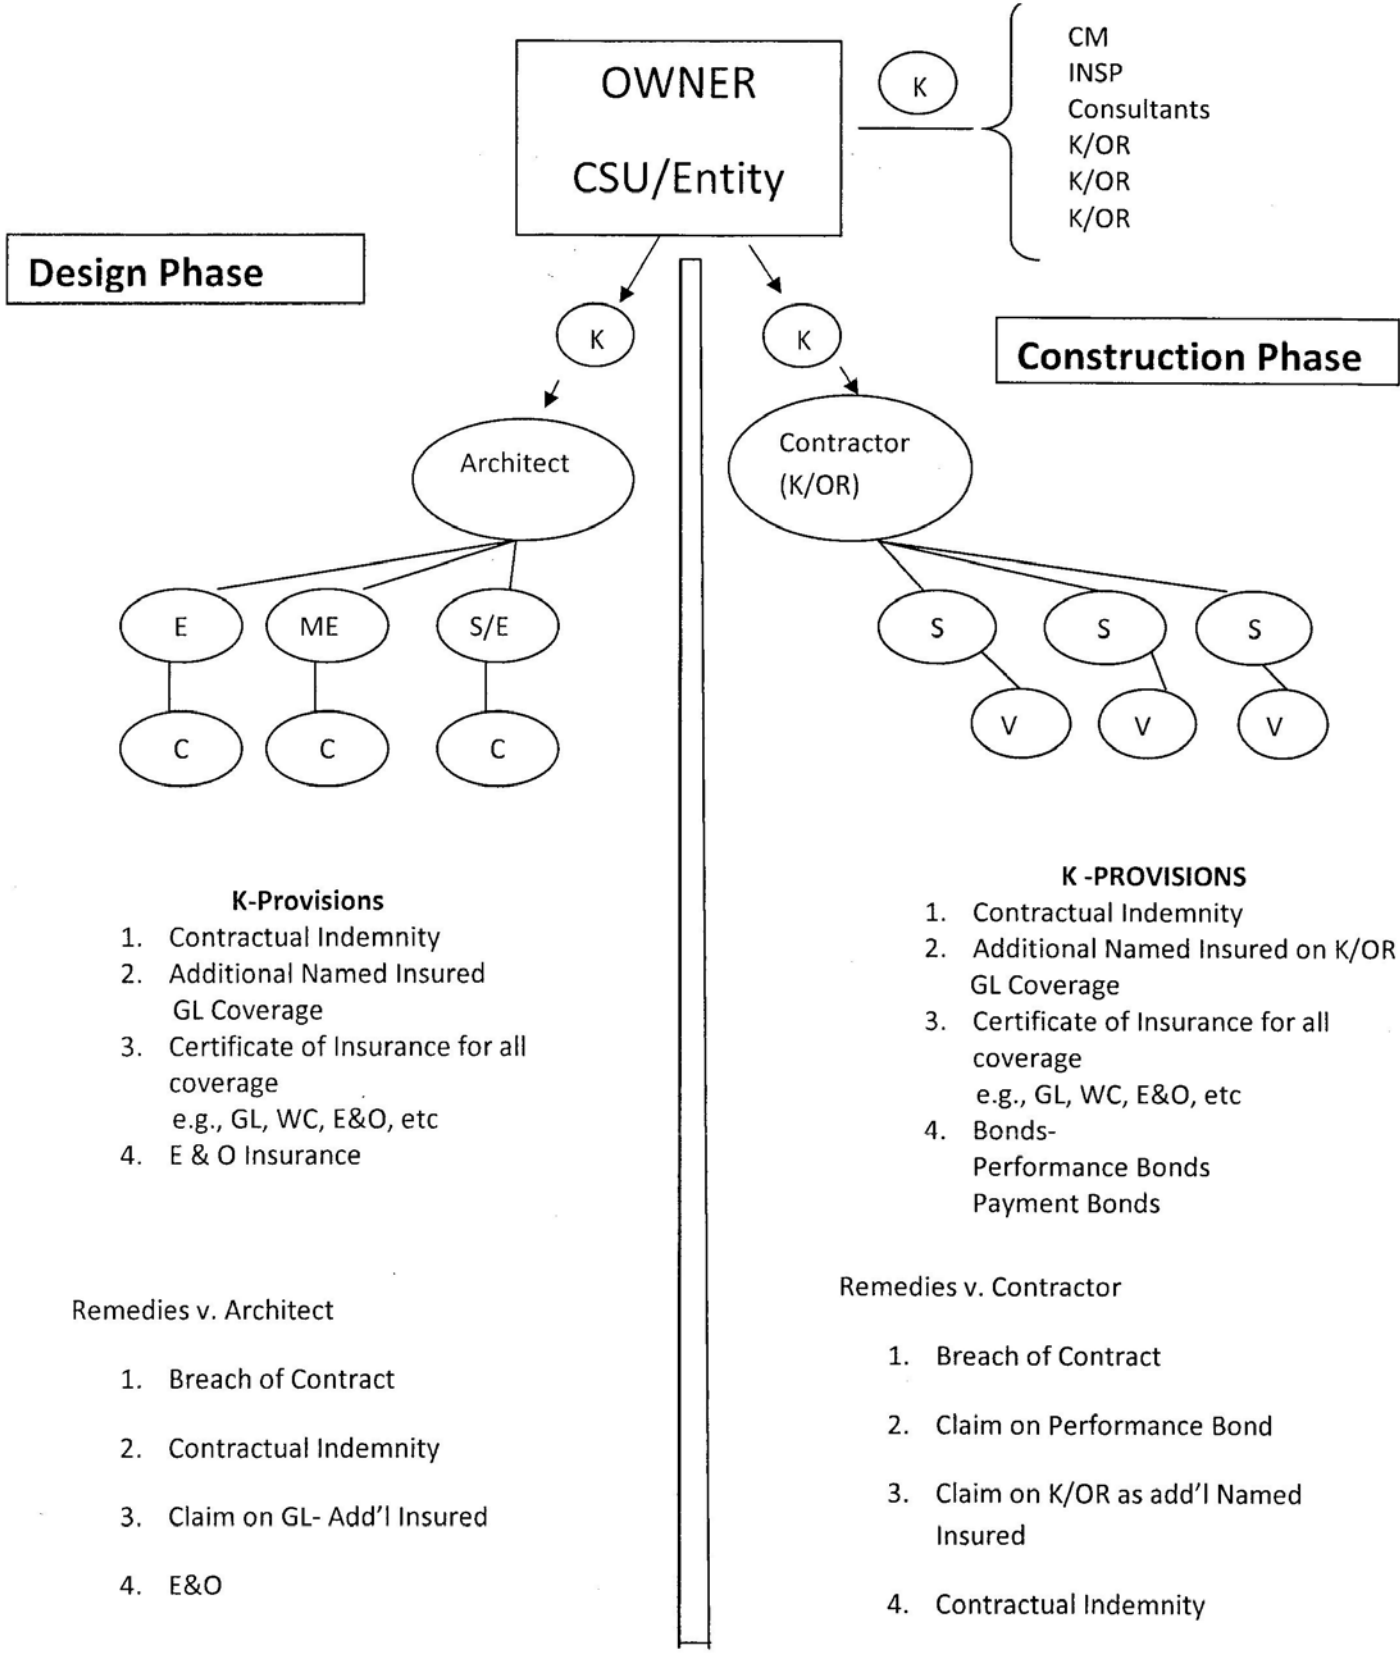 OWNER
CSU/Entity
K
CM
INSP
Consultants
K/OR
K/OR
K/OR
Design Phase
Construction Phase
K
K
Architect
Contractor
(K/OR)
E
ME
S/E
C
C
C
S
S
S
V
V
V
K-Provisions
1. Contractual Indemnity
2. Additional Named Insured
GL Coverage
3. Certificate of Insurance for all
coverage
e.g., GL, WC, E&O, etc
4. E & O Insurance
Remedies v. Architect
1. Breach of Contract
2. Contractual Indemnity
3. Claim on GL- Add'l Insured
4. E&O
K -PROVISIONS
1. Contractual Indemnity
2. Additional Named Insured on K/OR
GL Coverage
3. Certificate of Insurance for all
coverage
e.g., GL, WC, E&O, etc
4. Bonds-
Performance Bonds
Payment Bonds
Remedies v. Contractor
1. Breach of Contract
2. Claim on Performance Bond
3. Claim on K/OR as add'l Named
Insured
4. Contractual Indemnity